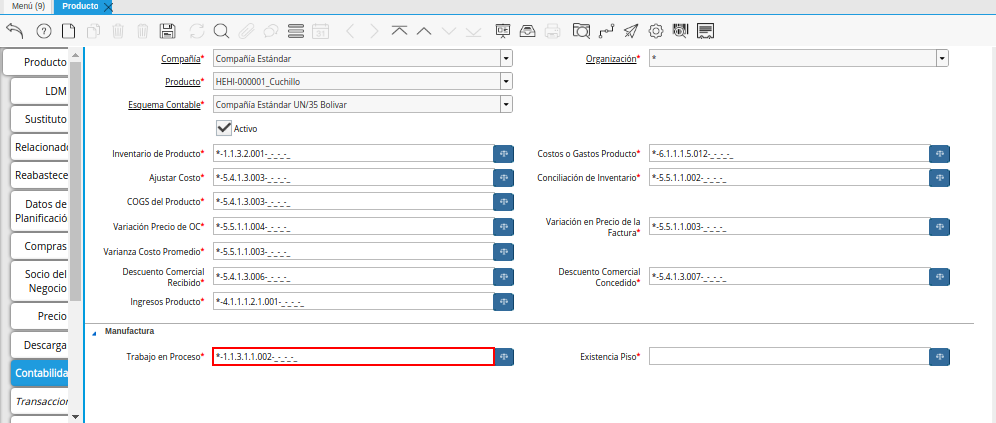 Menú (9) Producto
Producto
LDM
Sustituto
Relacionado
Reabastece
Datos de
Planificació
Compras
Socio del
Negocio
Precio
Descarga
Contabilida
Transaccion
Compañía* Compañía Estándar Organización* *
Producto* HEHI-000001_Cuchillo
Esquema Contable* Compañía Estándar UN/35 Bolivar
Activo
Inventario de Producto* *-1.1.3.2.001-_-_-_-_ Costos o Gastos Producto* *-6.1.1.1.5.012-_-_-_-_
Ajustar Costo* *-5.4.1.3.003-_-_-_-_ Conciliación de Inventario* *-5.5.1.1.002-_-_-_-_
COGS del Producto* *-5.4.1.3.003-_-_-_-_
Variación Precio de OC* *-5.5.1.1.004-_-_-_-_ Variación en Precio de la
Factura* *-5.5.1.1.003-_-_-_-_
Varianza Costo Promedio* *-5.5.1.1.003-_-_-_-_
Descuento Comercial
Recibido* *-5.4.1.3.006-_-_-_-_ Descuento Comercial
Concedido* *-5.4.1.3.007-_-_-_-_
Ingresos Producto* *-4.1.1.1.2.1.001-_-_-_-_
Manufactura
Trabajo en Proceso* *-1.1.3.1.1.002-_-_-_-_ Existencia Piso*